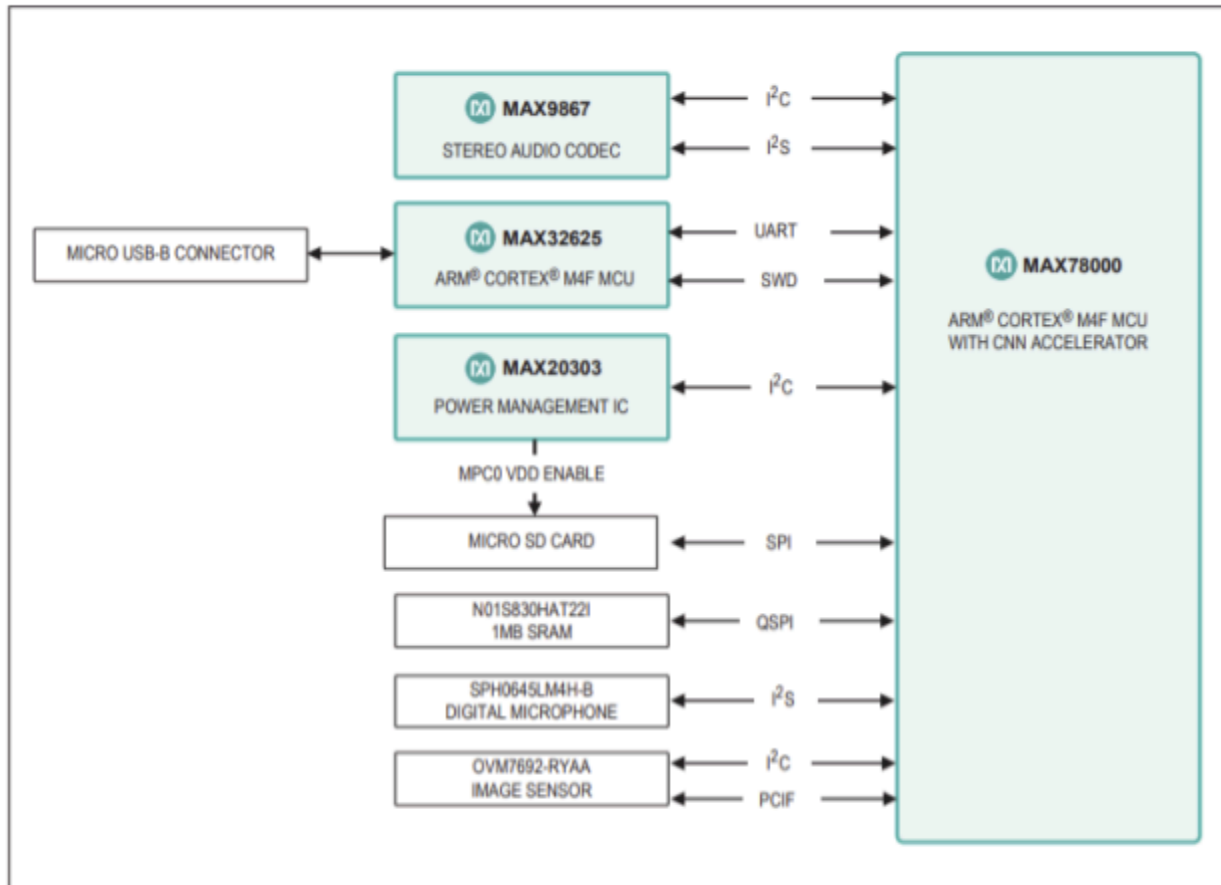 MAX9867
STEREO AUDIO CODEC
I²C
I²S
MICRO USB-B CONNECTOR
MAX32625
ARM® CORTEX® M4F MCU
UART
SWD
MAX78000
ARM® CORTEX® M4F MCU
WITH CNN ACCELERATOR
MAX20303
POWER MANAGEMENT IC
I²C
MPC0 VDD ENABLE
MICRO SD CARD
SPI
N01S830HAT22I
1MB SRAM
QSPI
SPH0645LM4H-B
DIGITAL MICROPHONE
I²S
OVM7692-RYAA
IMAGE SENSOR
I²C
PCIF